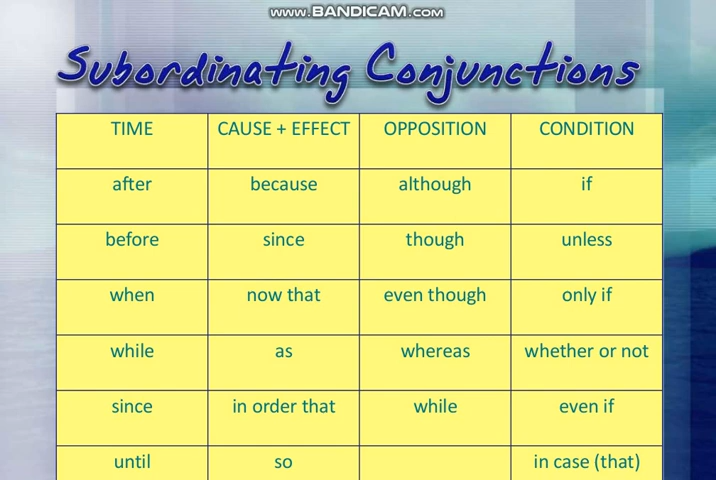 www.BANDICAM.com
Subordinating Conjunctions
TIME CAUSE + EFFECT OPPOSITION CONDITION
after because although if
before since though unless
when now that even though only if
while as whereas whether or not
since in order that while even if
until so in case (that)